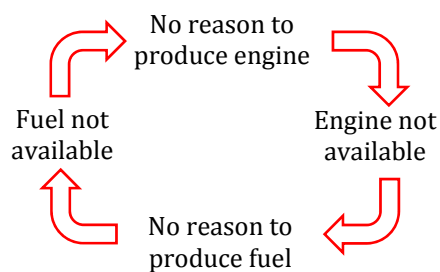 No reason to
produce engine
Engine not
available
No reason to
produce fuel
Fuel not
available